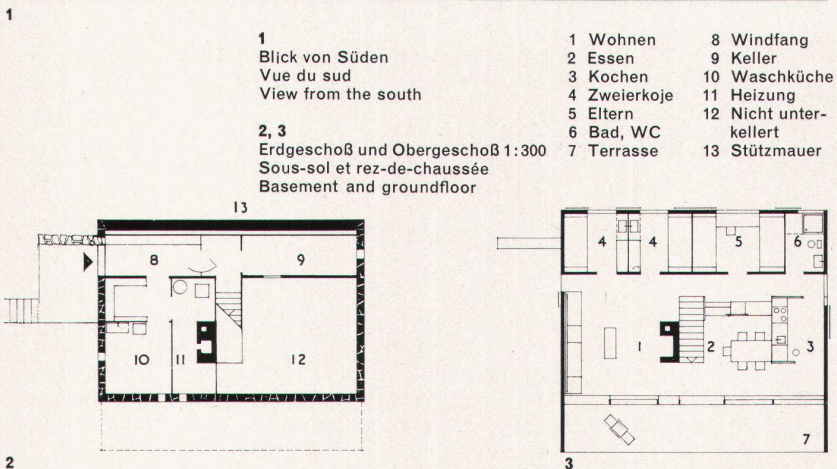 1
1
Blick von Süden
Vue du sud
View from the south
2, 3
Erdgeschoß und Obergeschoß 1:300
Sous-sol et rez-de-chaussée
Basement and groundfloor
1 Wohnen
2 Essen
3 Kochen
4 Zweierkoje
5 Eltern
6 Bad, WC
7 Terrasse
8 Windfang
9 Keller
10 Waschküche
11 Heizung
12 Nicht unter-
kellert
13 Stützmauer
13
8
9
10
11
12
2
4
4
5
6
1
2
3
7
3